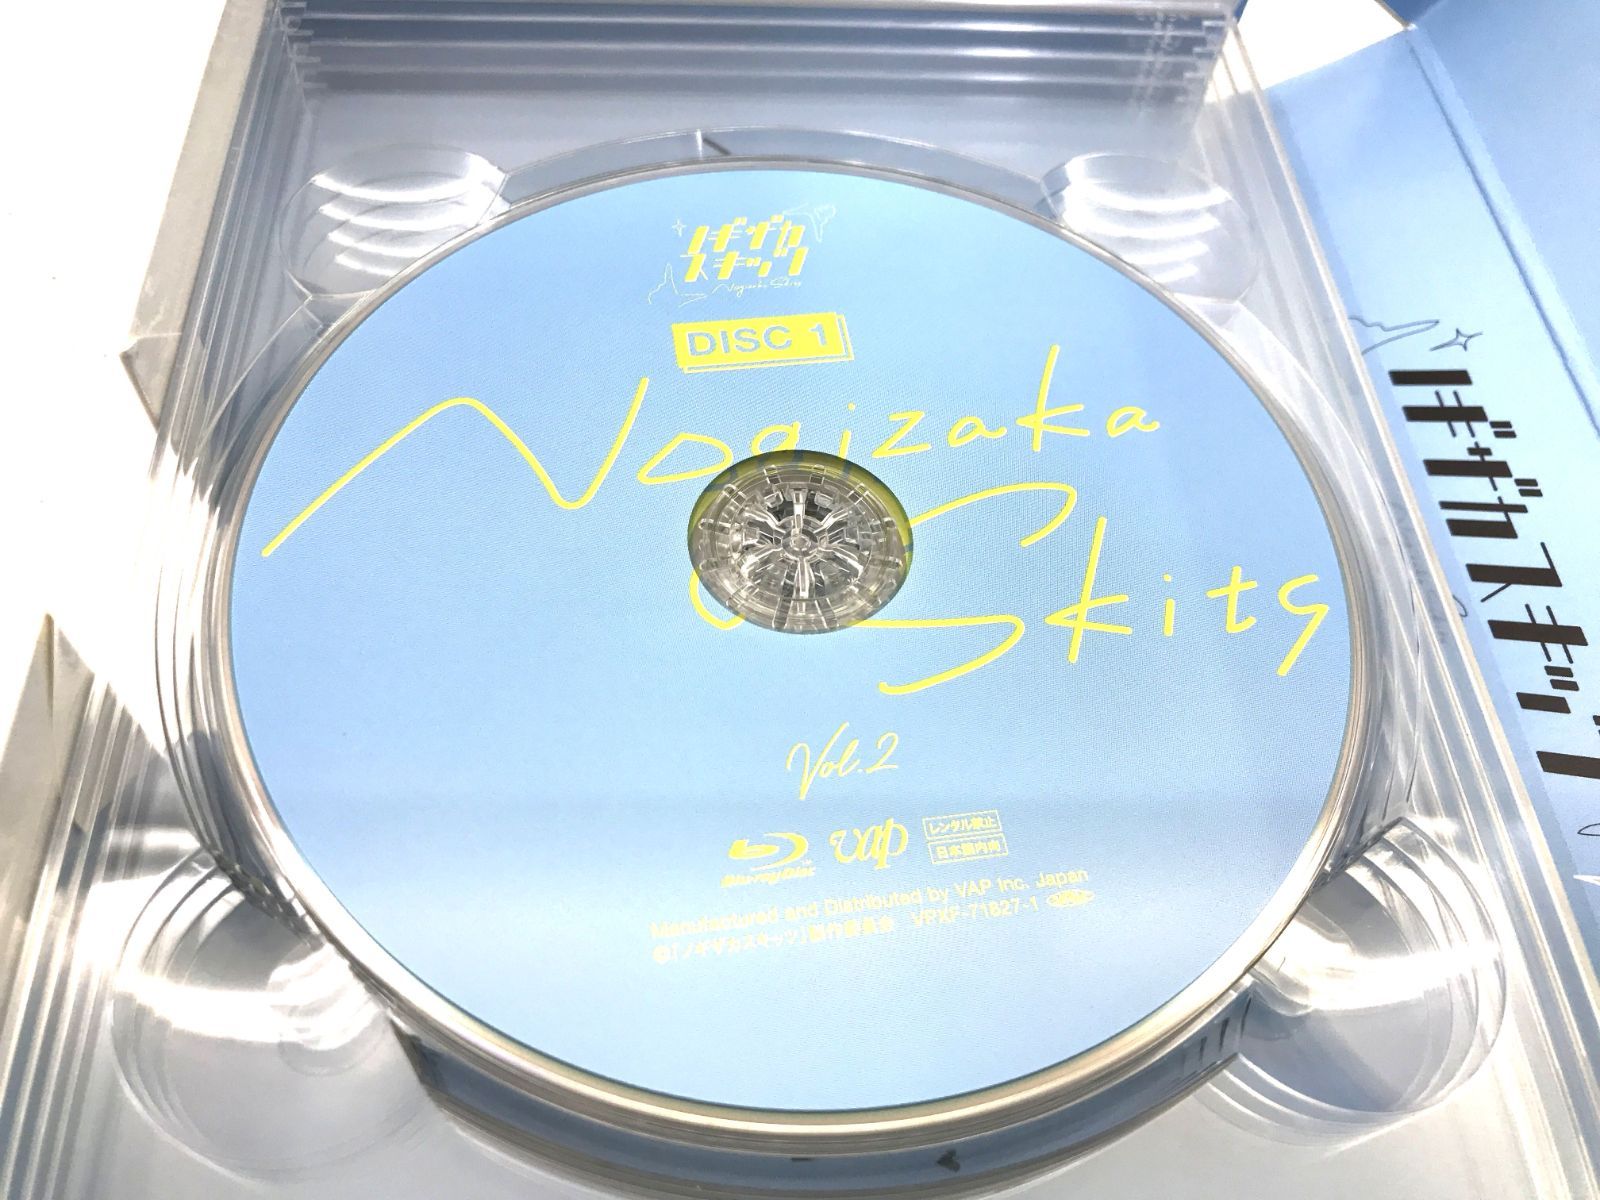 ノギザカ
スキッツ
Nogizaka Skits
DISC 1
Nogizaka
Skits
Vol.2
Blu-ray Disc
vap
レンタル禁止
日本国内向
Manufactured and Distributed by VAP Inc. Japan
©「ノギザカスキッツ」製作委員会 VPXF-71827-1
ノギザカスキッツ